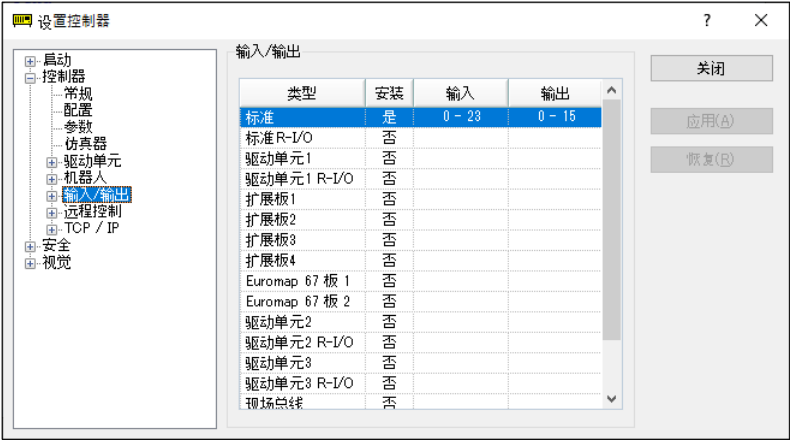 设置控制器
启动
控制器
常规
配置
参数
仿真器
驱动单元
机器人
输入/输出
远程控制
TCP / IP
安全
视觉
输入/输出
类型 安装 输入 输出
标准 是 0 - 23 0 - 15
标准R-I/O 否
驱动单元1 否
驱动单元1 R-I/O 否
扩展板1 否
扩展板2 否
扩展板3 否
扩展板4 否
Euromap 67 板 1 否
Euromap 67 板 2 否
驱动单元2 否
驱动单元2 R-I/O 否
驱动单元3 否
驱动单元3 R-I/O 否
现场总线 否
关闭
应用(A)
恢复(R)